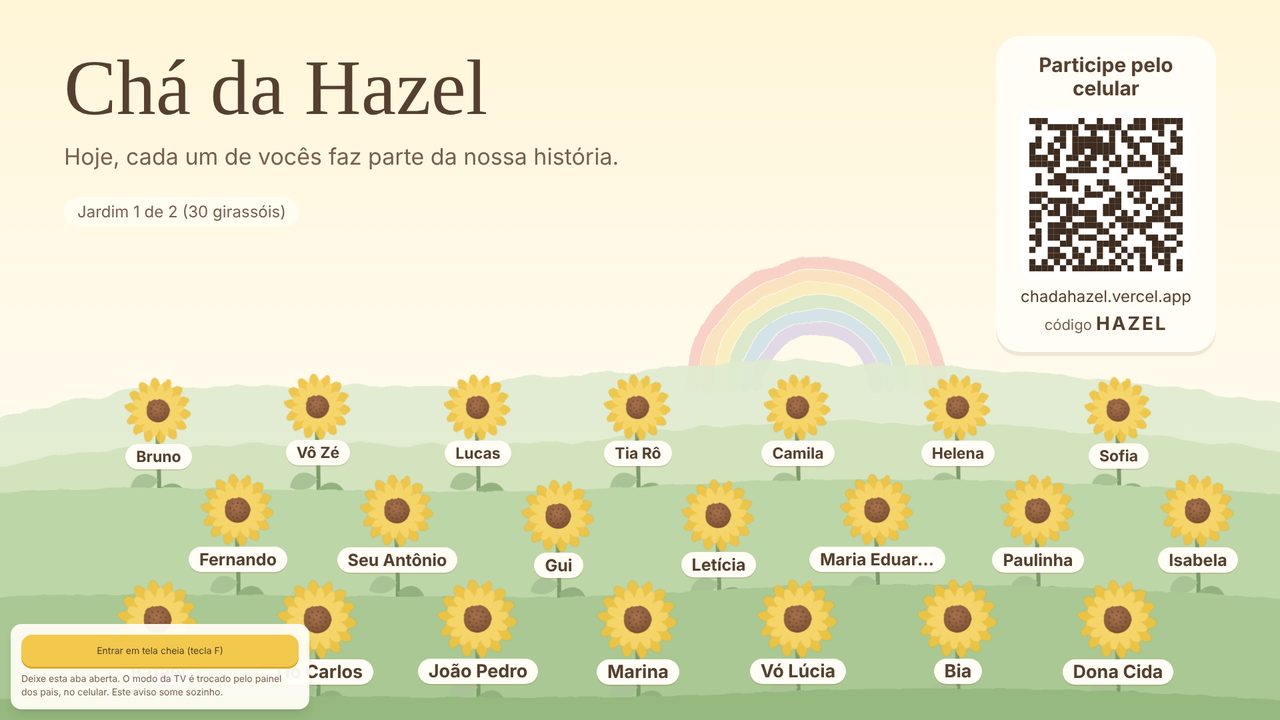 Chá da Hazel
Hoje, cada um de vocês faz parte da nossa história.
Jardim 1 de 2 (30 girassóis)
Participe pelo
celular
chadahazel.vercel.app
código HAZEL
Bruno
Vô Zé
Lucas
Tia Rô
Camila
Helena
Sofia
Fernando
Seu Antônio
Gui
Letícia
Maria Eduar...
Paulinha
Isabela
Carlos
João Pedro
Marina
Vó Lúcia
Bia
Dona Cida
Entrar em tela cheia (tecla F)
Deixe esta aba aberta. O modo da TV é trocado pelo painel
dos pais, no celular. Este aviso some sozinho.